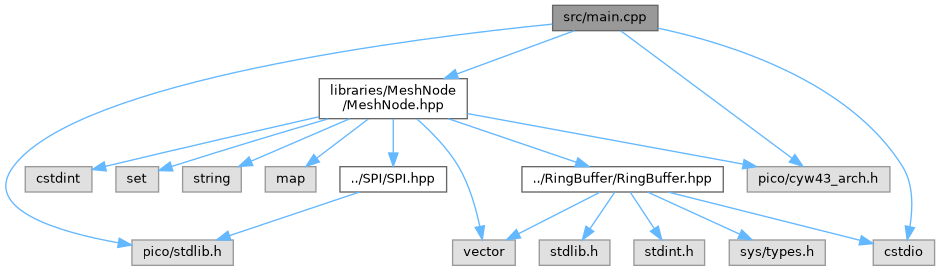 src/main.cpp
libraries/MeshNode
/MeshNode.hpp
cstdint
set
string
map
../SPI/SPI.hpp
../RingBuffer/RingBuffer.hpp
pico/cyw43_arch.h
pico/stdlib.h
vector
stdlib.h
stdint.h
sys/types.h
cstdio